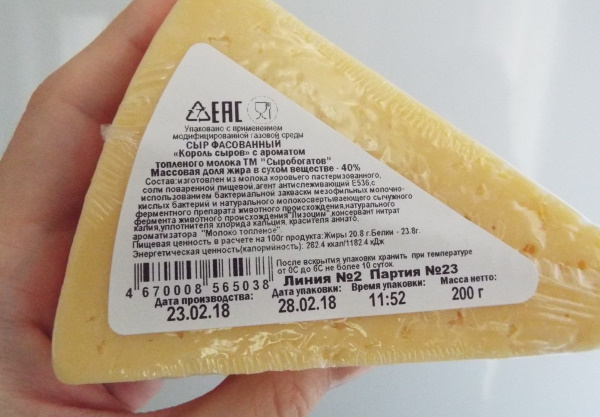 EAC
Упаковано с применением
модифицированной газовой среды
СЫР ФАСОВАННЫЙ
«Король сыров» с ароматом
топленого молока ТМ "Сыробогатов"
Массовая доля жира в сухом веществе - 40%
Состав:изготовлен из молока коровьего пастеризованного,
соли поваренной пищевой,агент антислеживающий Е536,с
использованием бактериальной закваски мезофильных молочно-
кислых бактерий и натурального молокосвертывающего сычужного
ферментного препарата животного происхождения,натурального
фермента животного происхождения"Лизоцим",консервант нитрат
калия,уплотнителя хлорида кальция, красителя аннато,
ароматизатора "Молоко топленое".
Пищевая ценность в расчете на 100г продукта:Жиры 20.8 г.Белки - 23.8г.
Энергетическая ценность(калорийность): 282.4 ккал/1182.4 кДж
После вскрытия упаковки хранить при температуре
от 0С до 6С не более 10 суток.
4 670008 565038
Линия №2 Партия №23
Дата производства: Дата упаковки: Время упаковки: Масса нетто:
23.02.18 28.02.18 11:52 200 г